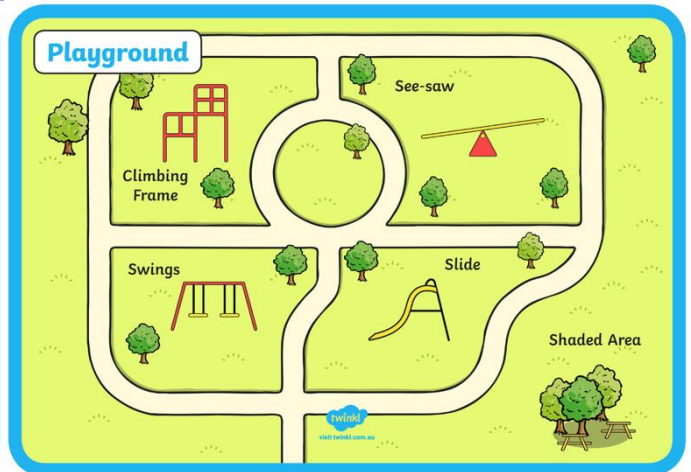 Playground
See-saw
Climbing
Frame
Swings
Slide
Shaded Area
twinkl
visit twinkl.com.au